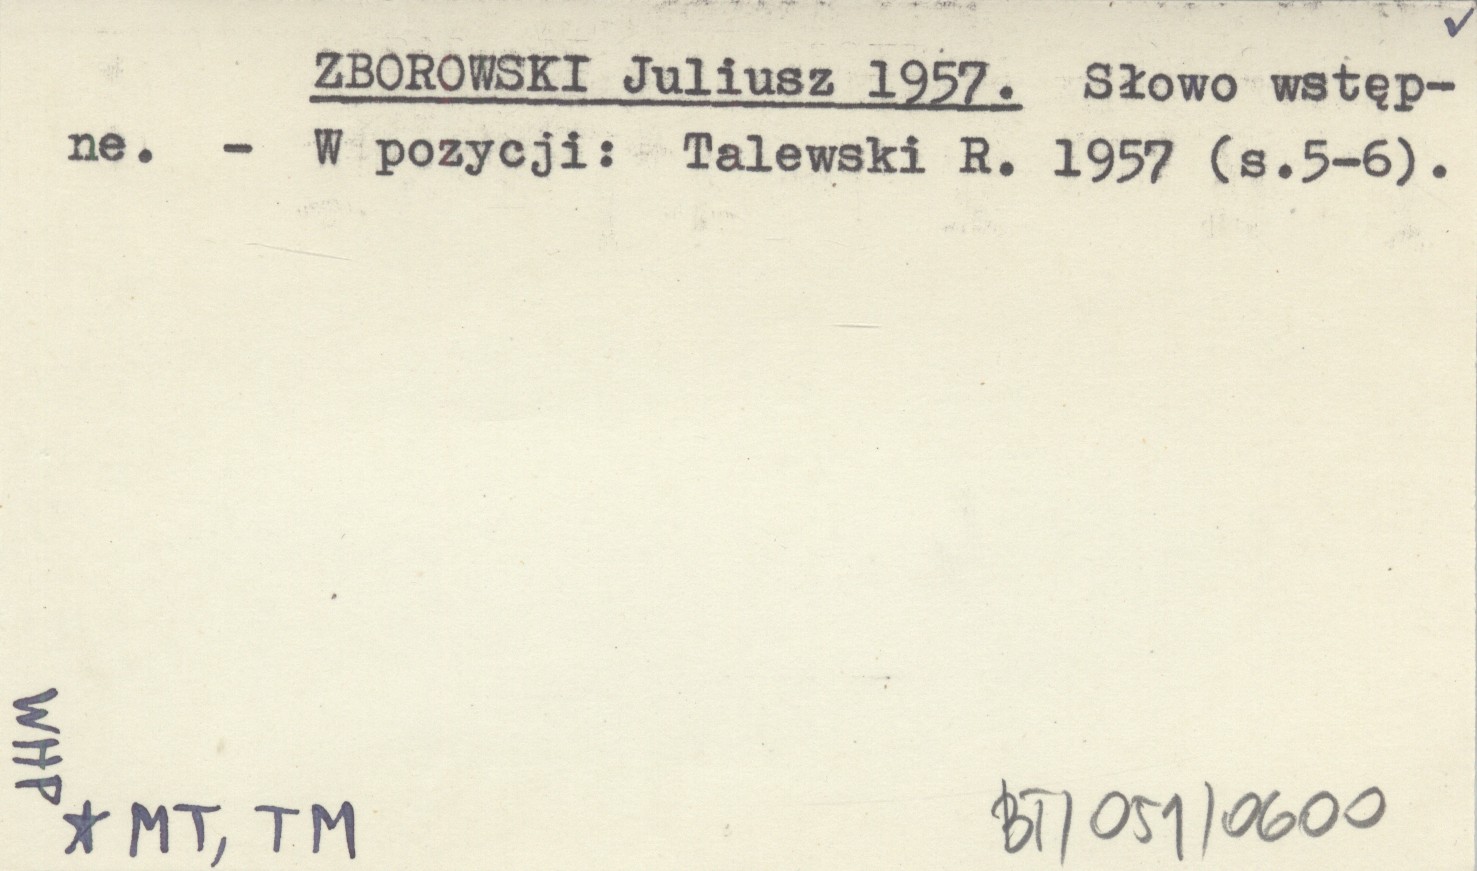 ZBOROWSKI Juliusz 1957. Słowo wstęp-
ne. - W pozycji: Talewski R. 1957 (s.5-6).
WHP
* MT, TM
BT/051/0600